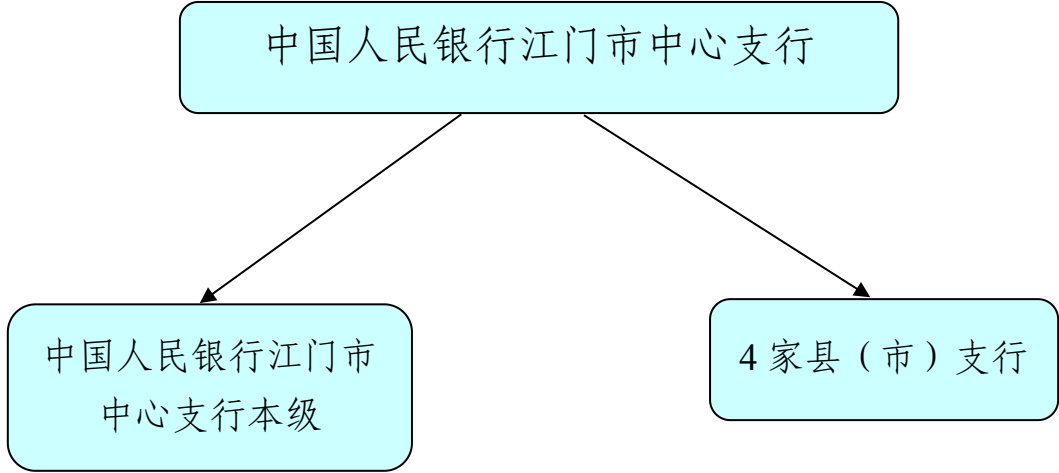 中国人民银行江门市中心支行
中国人民银行江门市
中心支行本级
4 家县（市）支行